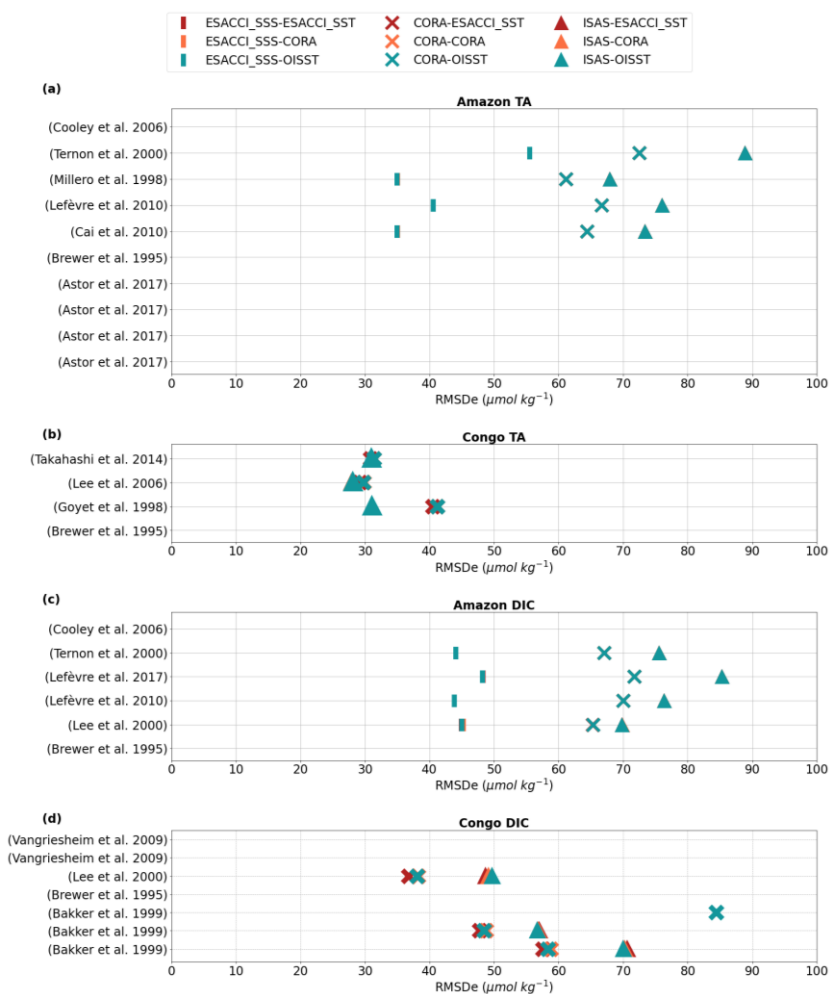 ESACCI_SSS-ESACCI_SST CORA-ESACCI_SST ISAS-ESACCI_SST
ESACCI_SSS-CORA CORA-CORA ISAS-CORA
ESACCI_SSS-OISST CORA-OISST ISAS-OISST
(a)
Amazon TA
(Cooley et al. 2006)
(Ternon et al. 2000)
(Millero et al. 1998)
(Lefèvre et al. 2010)
(Cai et al. 2010)
(Brewer et al. 1995)
(Astor et al. 2017)
(Astor et al. 2017)
(Astor et al. 2017)
(Astor et al. 2017)
0 10 20 30 40 50 60 70 80 90 100
RMSDe (μmol kg⁻¹)
(b)
Congo TA
(Takahashi et al. 2014)
(Lee et al. 2006)
(Goyet et al. 1998)
(Brewer et al. 1995)
0 10 20 30 40 50 60 70 80 90 100
RMSDe (μmol kg⁻¹)
(c)
Amazon DIC
(Cooley et al. 2006)
(Ternon et al. 2000)
(Lefèvre et al. 2017)
(Lefèvre et al. 2010)
(Lee et al. 2000)
(Brewer et al. 1995)
0 10 20 30 40 50 60 70 80 90 100
RMSDe (μmol kg⁻¹)
(d)
Congo DIC
(Vangriesheim et al. 2009)
(Vangriesheim et al. 2009)
(Lee et al. 2000)
(Brewer et al. 1995)
(Bakker et al. 1999)
(Bakker et al. 1999)
(Bakker et al. 1999)
0 10 20 30 40 50 60 70 80 90 100
RMSDe (μmol kg⁻¹)